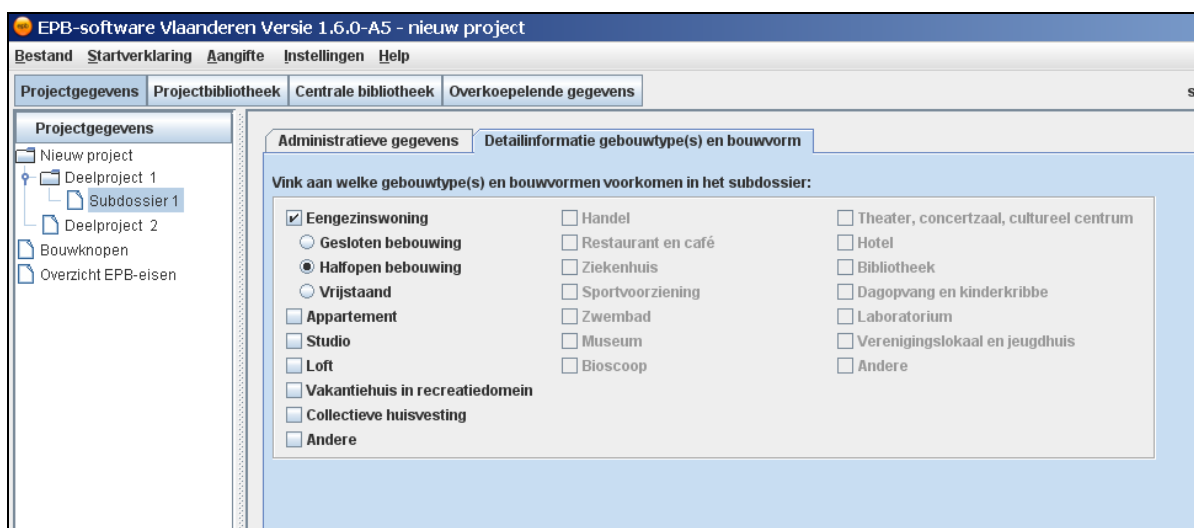 EPB-software Vlaanderen Versie 1.6.0-A5 - nieuw project
Bestand Startverklaring Aangifte Instellingen Help
Projectgegevens Projectbibliotheek Centrale bibliotheek Overkoepelende gegevens s
Projectgegevens
Nieuw project
Deelproject 1
Subdossier 1
Deelproject 2
Bouwknopen
Overzicht EPB-eisen
Administratieve gegevens Detailinformatie gebouwtype(s) en bouwvorm
Vink aan welke gebouwtype(s) en bouwvormen voorkomen in het subdossier:
Eengezinswoning Handel Theater, concertzaal, cultureel centrum
Gesloten bebouwing Restaurant en café Hotel
Halfopen bebouwing Ziekenhuis Bibliotheek
Vrijstaand Sportvoorziening Dagopvang en kinderkribbe
Appartement Zwembad Laboratorium
Studio Museum Verenigingslokaal en jeugdhuis
Loft Bioscoop Andere
Vakantiehuis in recreatiedomein
Collectieve huisvesting
Andere